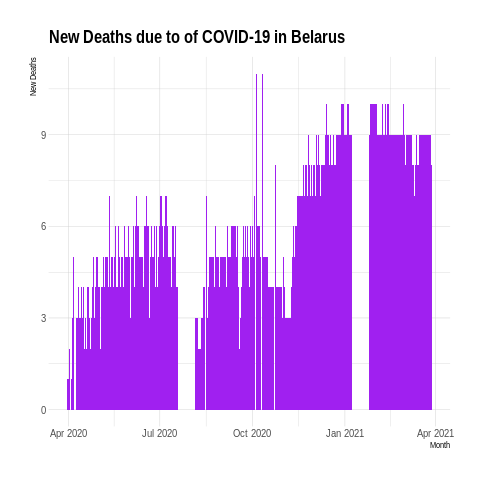 New Deaths due to of COVID-19 in Belarus
New Deaths
9
6
3
0
Apr 2020 Jul 2020 Oct 2020 Jan 2021 Apr 2021
Month